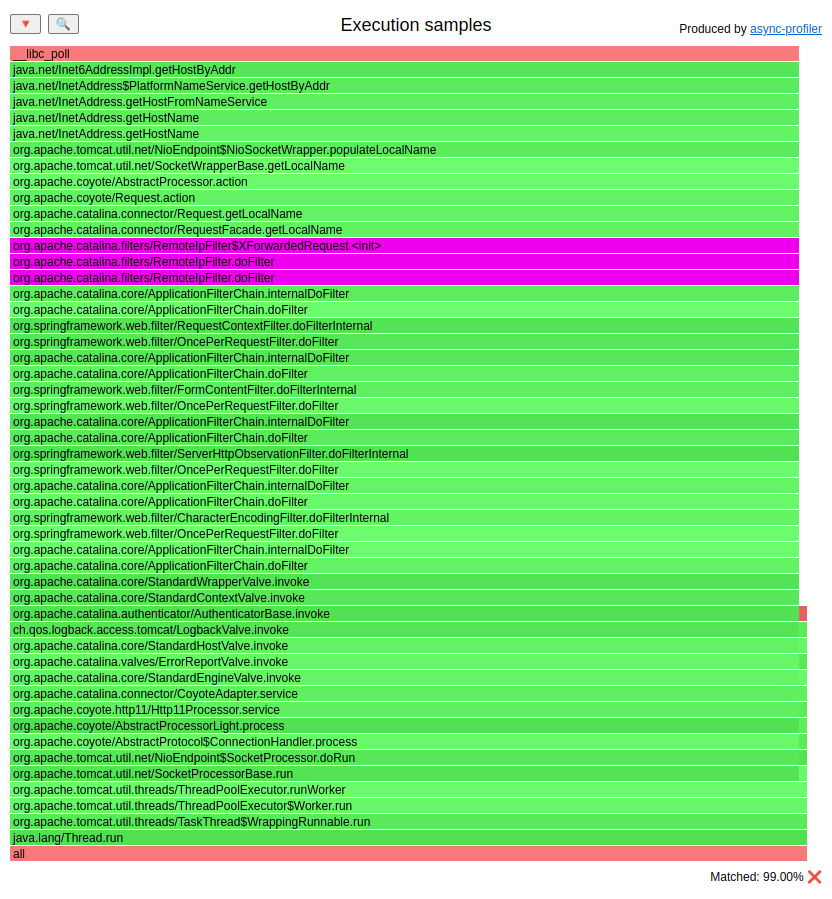 Execution samples
Produced by async-profiler
__libc_poll
java.net/Inet6AddressImpl.getHostByAddr
java.net/InetAddress$PlatformNameService.getHostByAddr
java.net/InetAddress.getHostFromNameService
java.net/InetAddress.getHostName
java.net/InetAddress.getHostName
org.apache.tomcat.util.net/NioEndpoint$NioSocketWrapper.populateLocalName
org.apache.tomcat.util.net/SocketWrapperBase.getLocalName
org.apache.coyote/AbstractProcessor.action
org.apache.coyote/Request.action
org.apache.catalina.connector/Request.getLocalName
org.apache.catalina.connector/RequestFacade.getLocalName
org.apache.catalina.filters/RemoteIpFilter$XForwardedRequest.<init>
org.apache.catalina.filters/RemoteIpFilter.doFilter
org.apache.catalina.filters/RemoteIpFilter.doFilter
org.apache.catalina.core/ApplicationFilterChain.internalDoFilter
org.apache.catalina.core/ApplicationFilterChain.doFilter
org.springframework.web.filter/RequestContextFilter.doFilterInternal
org.springframework.web.filter/OncePerRequestFilter.doFilter
org.apache.catalina.core/ApplicationFilterChain.internalDoFilter
org.apache.catalina.core/ApplicationFilterChain.doFilter
org.springframework.web.filter/FormContentFilter.doFilterInternal
org.springframework.web.filter/OncePerRequestFilter.doFilter
org.apache.catalina.core/ApplicationFilterChain.internalDoFilter
org.apache.catalina.core/ApplicationFilterChain.doFilter
org.springframework.web.filter/ServerHttpObservationFilter.doFilterInternal
org.springframework.web.filter/OncePerRequestFilter.doFilter
org.apache.catalina.core/ApplicationFilterChain.internalDoFilter
org.apache.catalina.core/ApplicationFilterChain.doFilter
org.springframework.web.filter/CharacterEncodingFilter.doFilterInternal
org.springframework.web.filter/OncePerRequestFilter.doFilter
org.apache.catalina.core/ApplicationFilterChain.internalDoFilter
org.apache.catalina.core/ApplicationFilterChain.doFilter
org.apache.catalina.core/StandardWrapperValve.invoke
org.apache.catalina.core/StandardContextValve.invoke
org.apache.catalina.authenticator/AuthenticatorBase.invoke
ch.qos.logback.access.tomcat/LogbackValve.invoke
org.apache.catalina.core/StandardHostValve.invoke
org.apache.catalina.valves/ErrorReportValve.invoke
org.apache.catalina.core/StandardEngineValve.invoke
org.apache.catalina.connector/CoyoteAdapter.service
org.apache.coyote.http11/Http11Processor.service
org.apache.coyote/AbstractProcessorLight.process
org.apache.coyote/AbstractProtocol$ConnectionHandler.process
org.apache.tomcat.util.net/NioEndpoint$SocketProcessor.doRun
org.apache.tomcat.util.net/SocketProcessorBase.run
org.apache.tomcat.util.threads/ThreadPoolExecutor.runWorker
org.apache.tomcat.util.threads/ThreadPoolExecutor$Worker.run
org.apache.tomcat.util.threads/TaskThread$WrappingRunnable.run
java.lang/Thread.run
all
Matched: 99.00%